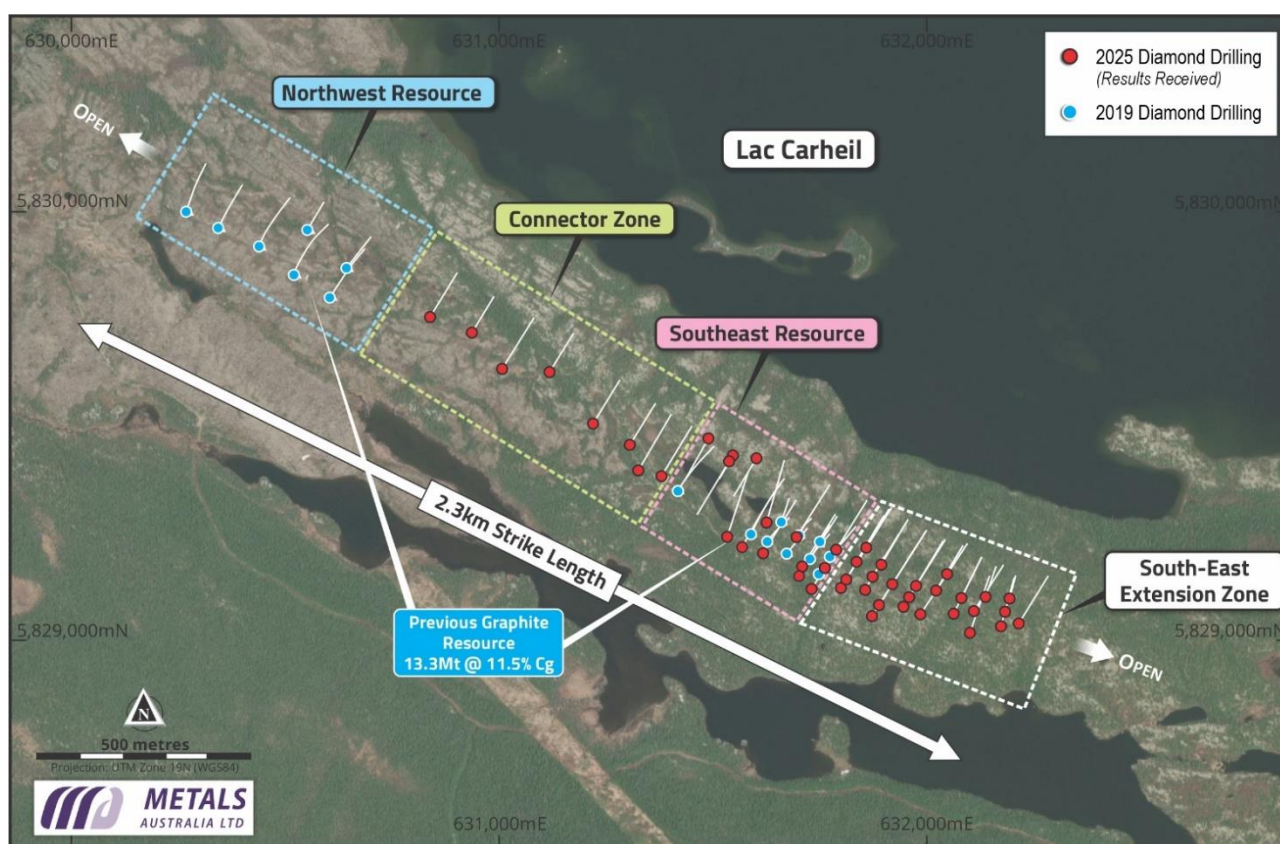 630,000mE
631,000mE
632,000mE
2025 Diamond Drilling
(Results Received)
2019 Diamond Drilling
Northwest Resource
OPEN
Lac Carheil
5,830,000mN
5,830,000mN
Connector Zone
Southeast Resource
2.3km Strike Length
South-East
Extension Zone
Previous Graphite
Resource
13.3Mt @ 11.5% Cg
5,829,000mN
5,829,000mN
OPEN
N
500 metres
Projection: UTM Zone 19N (WGS84)
METALS
AUSTRALIA LTD
631,000mE
632,000mE